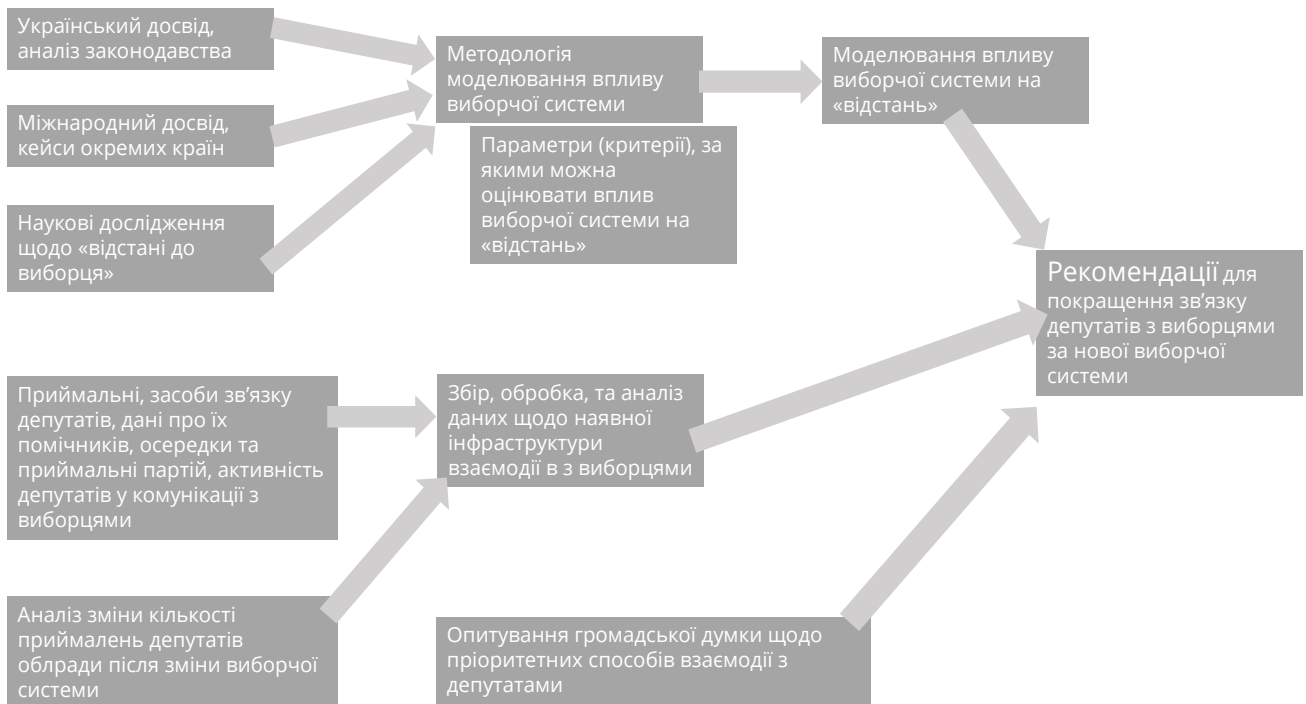 Український досвід,
аналіз законодавства
Міжнародний досвід,
кейси окремих країн
Наукові дослідження
щодо «відстані до
виборця»
Методологія
моделювання впливу
виборчої системи
Параметри (критерії), за
якими можна
оцінювати вплив
виборчої системи на
«відстань»
Моделювання впливу
виборчої системи на
«відстань»
Рекомендації для
покращення зв’язку
депутатів з виборцями
за нової виборчої
системи
Приймальні, засоби зв’язку
депутатів, дані про їх
помічників, осередки та
приймальні партій, активність
депутатів у комунікації з
виборцями
Збір, обробка, та аналіз
даних щодо наявної
інфраструктури
взаємодії в з виборцями
Аналіз зміни кількості
приймалень депутатів
облради після зміни виборчої
системи
Опитування громадської думки щодо
пріоритетних способів взаємодії з
депутатами